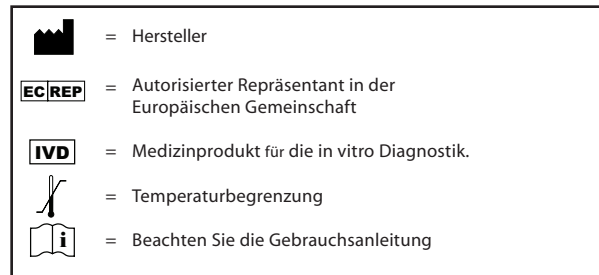 = Hersteller
EC REP = Autorisierter Repräsentant in der
Europäischen Gemeinschaft
IVD = Medizinprodukt für die in vitro Diagnostik.
= Temperaturbegrenzung
i = Beachten Sie die Gebrauchsanleitung